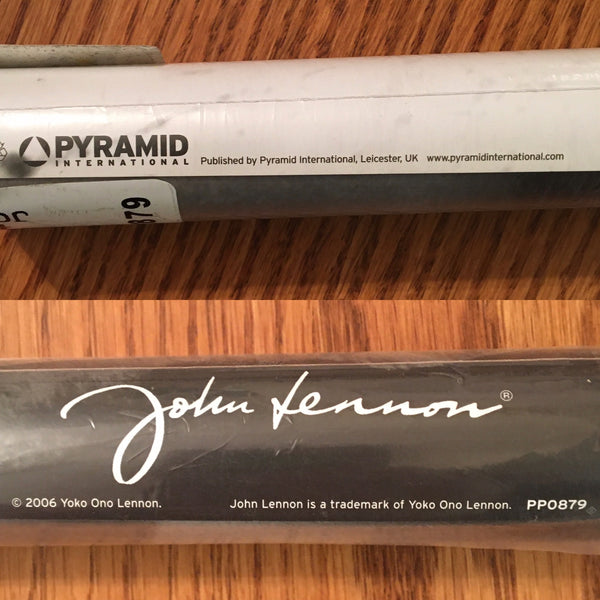 PYRAMID
INTERNATIONAL
Published by Pyramid International, Leicester, UK www.pyramidinternational.com
879
John Lennon®
© 2006 Yoko Ono Lennon. John Lennon is a trademark of Yoko Ono Lennon. PP0879